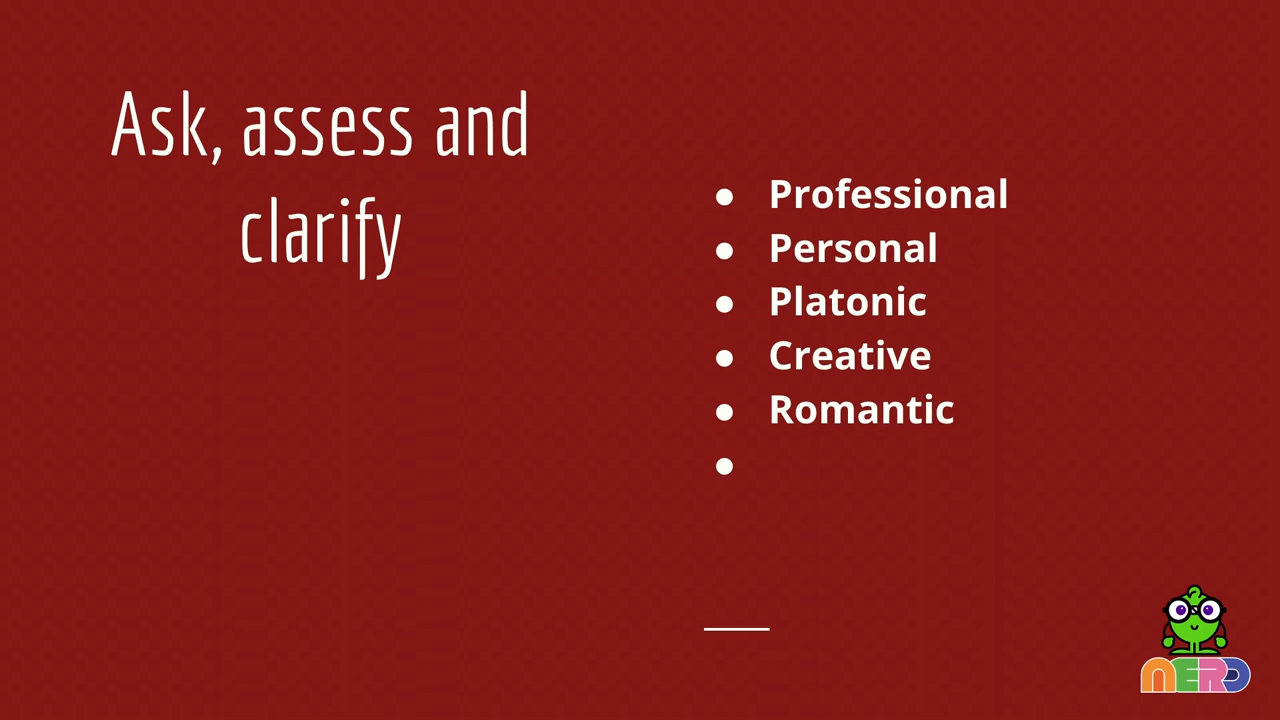 Ask, assess and
clarify
● Professional
● Personal
● Platonic
● Creative
● Romantic
●
NERD